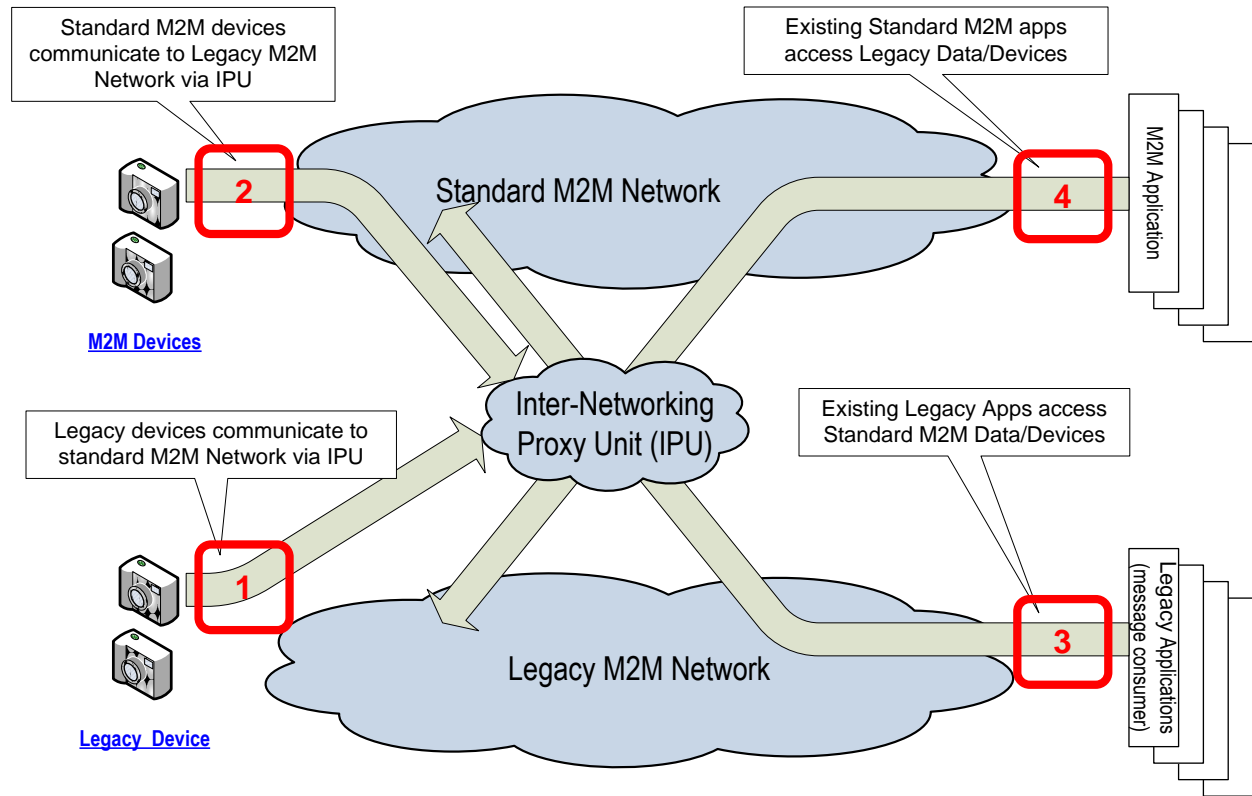 Standard M2M devices
communicate to Legacy M2M
Network via IPU
Existing Standard M2M apps
access Legacy Data/Devices
2
Standard M2M Network
4
M2M Application
M2M Devices
Inter-Networking
Proxy Unit (IPU)
Legacy devices communicate to
standard M2M Network via IPU
Existing Legacy Apps access
Standard M2M Data/Devices
1
Legacy M2M Network
3
Legacy Applications
(message consumer)
Legacy Device